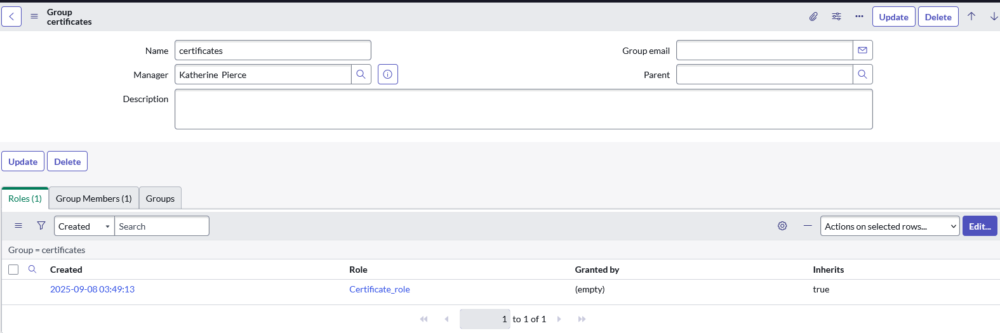 Group
certificates
Update
Delete
Name
certificates
Group email
Manager
Katherine  Pierce
Parent
Description
Update
Delete
Roles (1)
Group Members (1)
Groups
Created
Search
Actions on selected rows...
Edit...
Group = certificates
Created
Role
Granted by
Inherits
2025-09-08 03:49:13
Certificate_role
(empty)
true
1 to 1 of 1